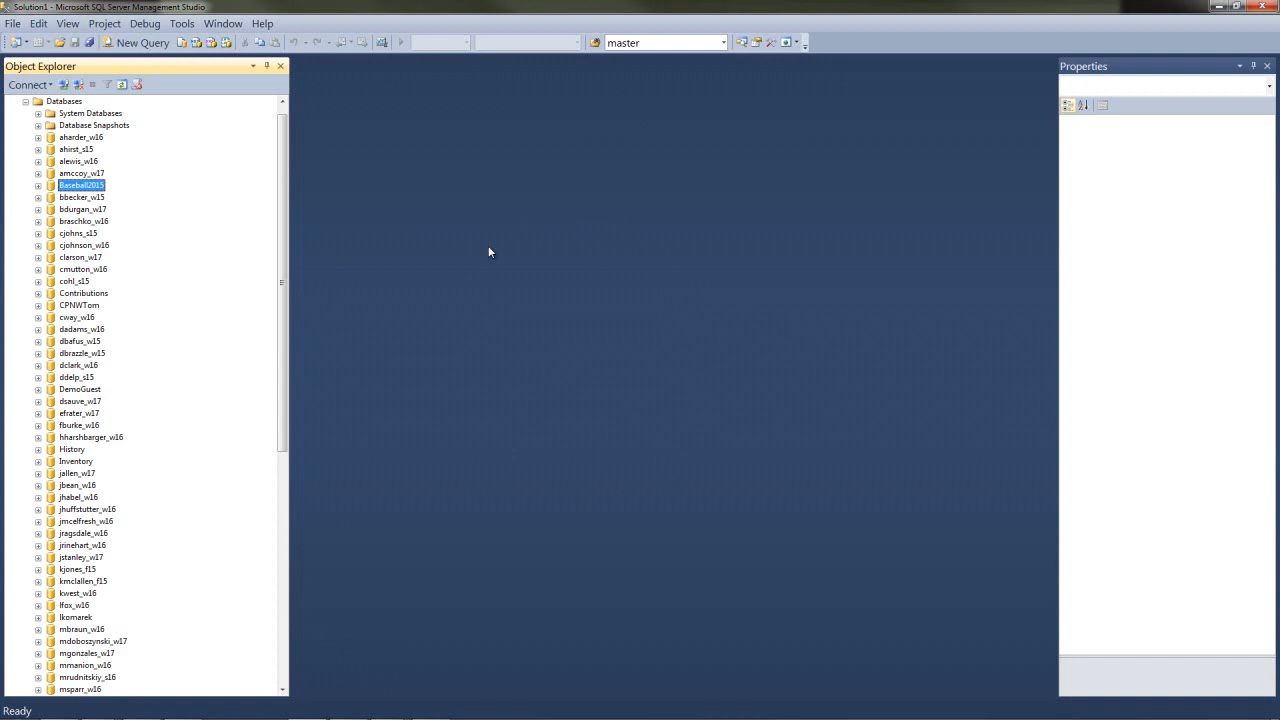 Solution1 - Microsoft SQL Server Management Studio
File Edit View Project Debug Tools Window Help
New Query master
Object Explorer
Properties
Connect
Databases
System Databases
Database Snapshots
aharder_w16
ahirst_s15
alewis_w16
amccoy_w17
Baseball2015
bbecker_w15
bdurgan_w17
braschko_w16
cjohns_s15
cjohnson_w16
clarson_w17
cmutton_w16
cohl_s15
Contributions
CPNWTom
cway_w16
dadams_w16
dbafus_w15
dbrazzle_w15
dclark_w16
ddelp_s15
DemoGuest
dsauve_w17
efrater_w17
fburke_w16
hharshbarger_w16
History
Inventory
jallen_w17
jbean_w16
jhabel_w16
jhuffstutter_w16
jmcelfresh_w16
jragsdale_w16
jrinehart_w16
jstanley_w17
kjones_f15
kmclallen_f15
kwest_w16
lfox_w16
lkomarek
mbraun_w16
mdoboszynski_w17
mgonzales_w17
mmanion_w16
mrudnitskiy_s16
msparr_w16
Ready